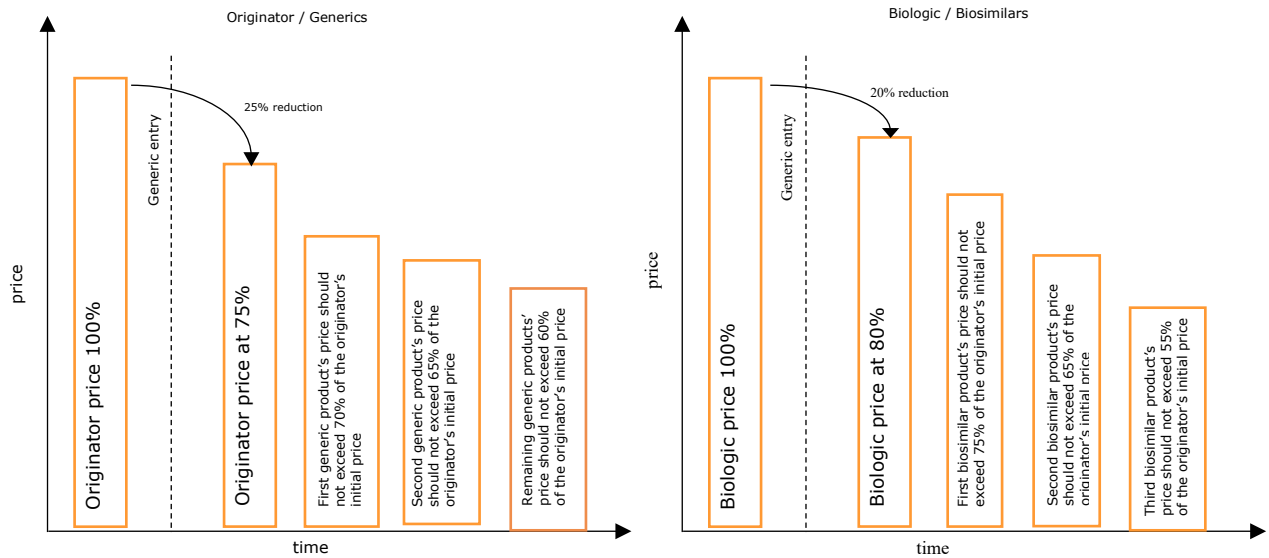 Originator / Generics
price
Originator price 100%
Generic entry
25% reduction
Originator price at 75%
First generic product's price should
not exceed 70% of the originator's
initial price
Second generic product's price
should not exceed 65% of the
originator's initial price
Remaining generic products'
price should not exceed 60%
of the originator's initial price
time
Biologic / Biosimilars
price
Biologic price 100%
Generic entry
20% reduction
Biologic price at 80%
First biosimilar product's price should not
exceed 75% of the originator's initial price
Second biosimilar product's price
should not exceed 65% of the
originator's initial price
Third biosimilar product's
price should not exceed 55%
of the originator's initial price
time